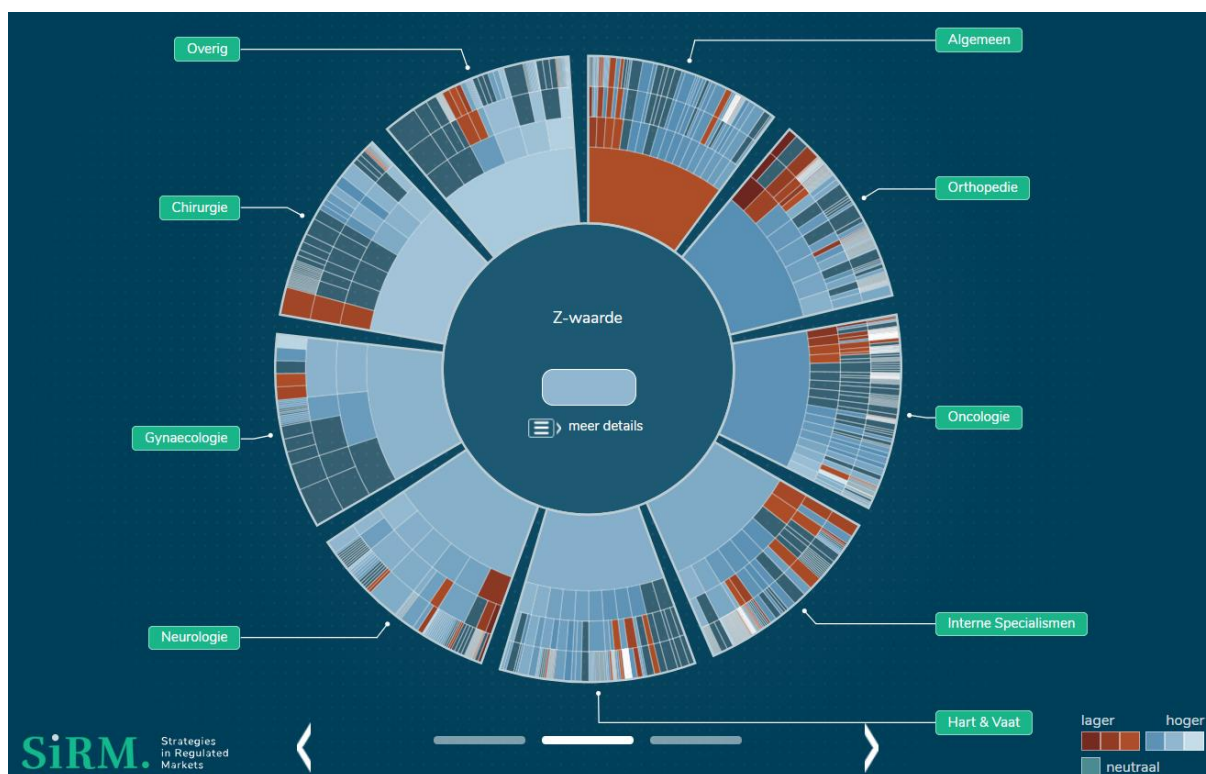 Overig
Algemeen
Orthopedie
Chirurgie
Z-waarde
meer details
Oncologie
Gynaecologie
Interne Specialismen
Neurologie
Hart & Vaat
lager hoger
neutraal
SiRM.
Strategies
in Regulated
Markets